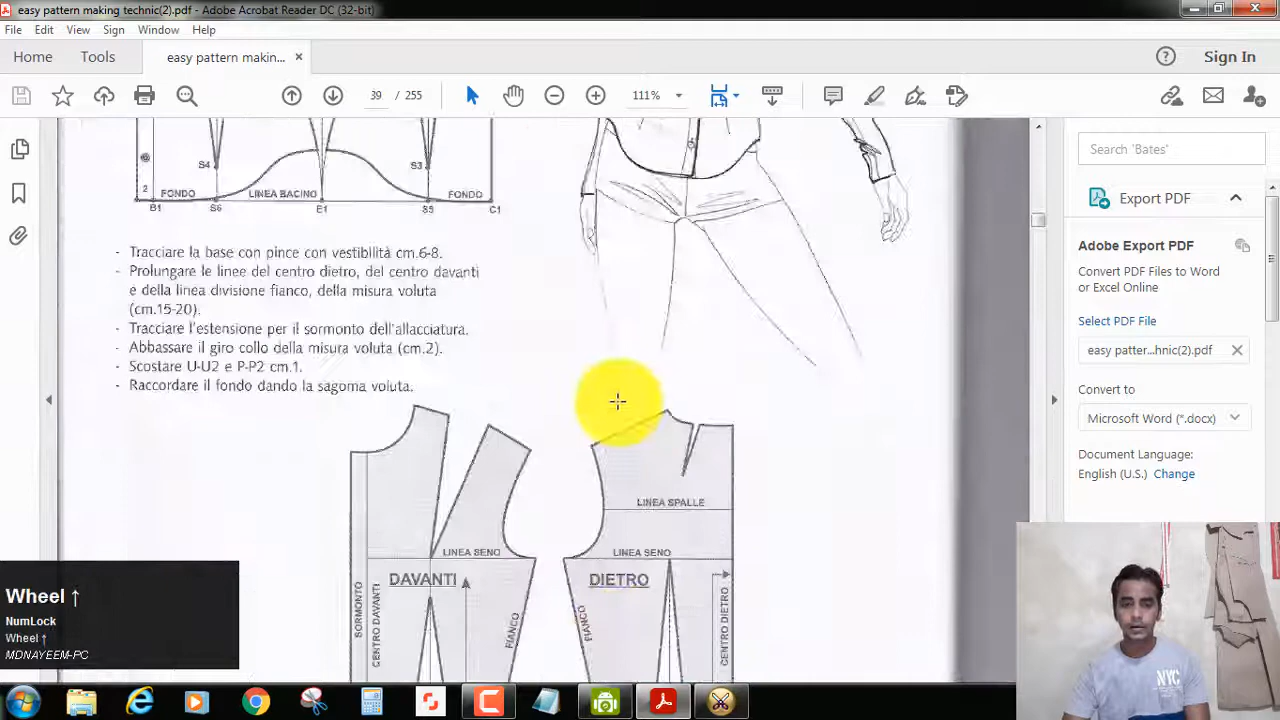 easy pattern making technic(2).pdf - Adobe Acrobat Reader DC (32-bit)
File Edit View Sign Window Help
Home Tools easy pattern makin... × Sign In
39 / 255 111%
Search 'Bates'
Export PDF
Adobe Export PDF
Convert PDF Files to Word
or Excel Online
Select PDF File
easy patter...hnic(2).pdf
Convert to
Microsoft Word (*.docx)
Document Language:
English (U.S.) Change
S4 S3
2 FONDO LINEA BACINO FONDO
B1 S6 E1 S5 C1
- Tracciare la base con pince con vestibilità cm.6-8.
- Prolungare le linee del centro dietro, del centro davanti
e della linea divisione fianco, della misura voluta
(cm.15-20).
- Tracciare l'estensione per il sormonto dell'allacciatura.
- Abbassare il giro collo della misura voluta (cm.2).
- Scostare U-U2 e P-P2 cm.1.
- Raccordare il fondo dando la sagoma voluta.
LINEA SPALLE
LINEA SENO LINEA SENO
DAVANTI DIETRO
SORMONTO
CENTRO DAVANTI
FIANCO
FIANCO
CENTRO DIETRO
Wheel ↑
NumLock
Wheel ↑
MDNAYEEM-PC
NYC